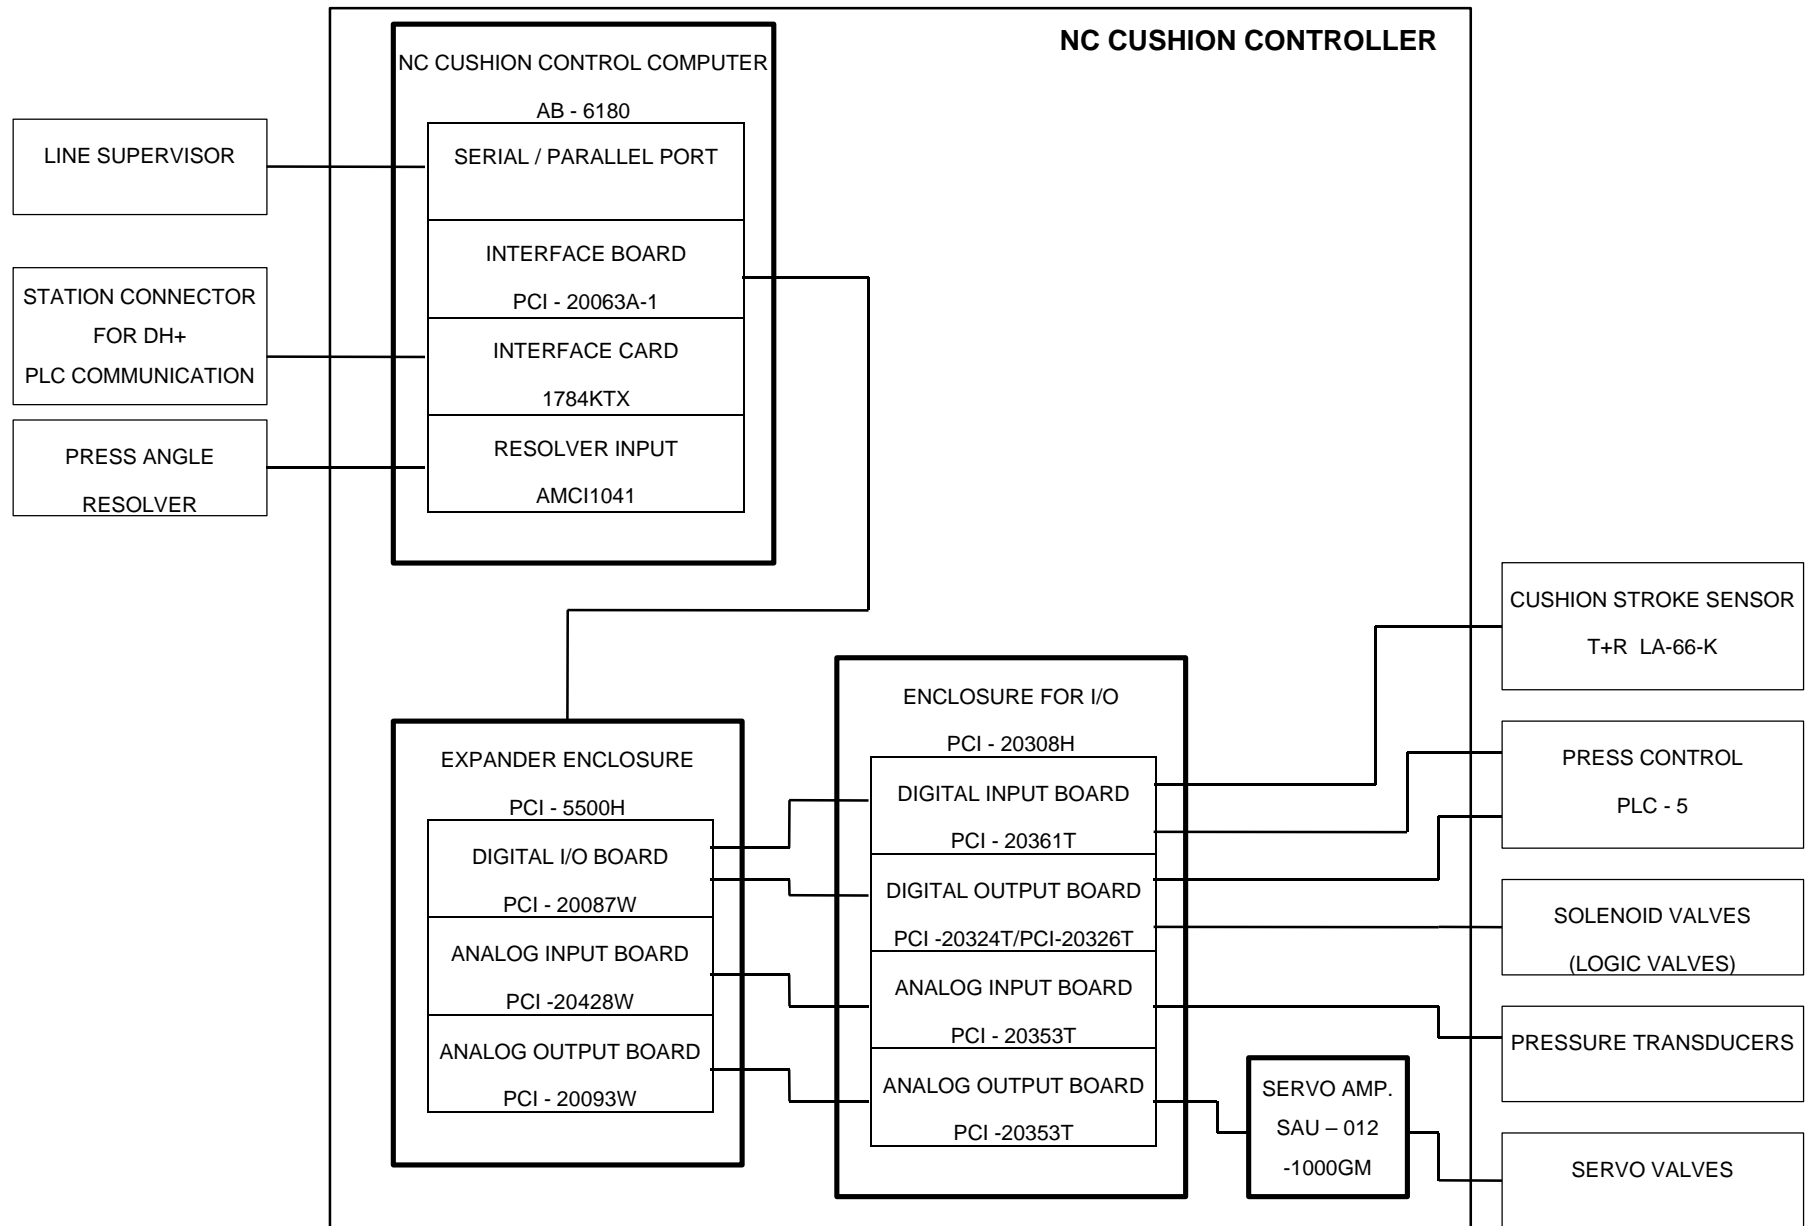 NC CUSHION CONTROLLER
NC CUSHION CONTROL COMPUTER
AB - 6180
SERIAL / PARALLEL PORT
INTERFACE BOARD
PCI - 20063A-1
INTERFACE CARD
1784KTX
RESOLVER INPUT
AMCI1041
LINE SUPERVISOR
STATION CONNECTOR
FOR DH+
PLC COMMUNICATION
PRESS ANGLE
RESOLVER
EXPANDER ENCLOSURE
PCI - 5500H
DIGITAL I/O BOARD
PCI - 20087W
ANALOG INPUT BOARD
PCI -20428W
ANALOG OUTPUT BOARD
PCI - 20093W
ENCLOSURE FOR I/O
PCI - 20308H
DIGITAL INPUT BOARD
PCI - 20361T
DIGITAL OUTPUT BOARD
PCI -20324T/PCI-20326T
ANALOG INPUT BOARD
PCI - 20353T
ANALOG OUTPUT BOARD
PCI -20353T
SERVO AMP.
SAU – 012
-1000GM
CUSHION STROKE SENSOR
T+R LA-66-K
PRESS CONTROL
PLC - 5
SOLENOID VALVES
(LOGIC VALVES)
PRESSURE TRANSDUCERS
SERVO VALVES